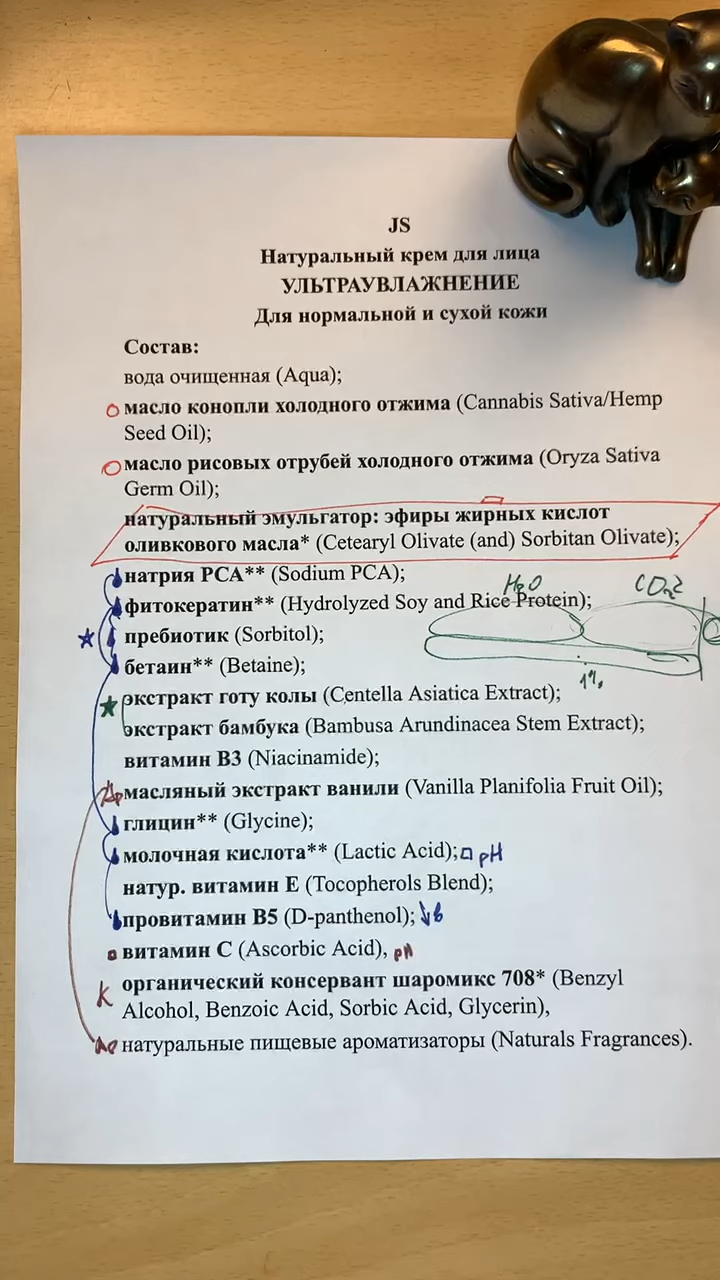 JS
Натуральный крем для лица
УЛЬТРАУВЛАЖНЕНИЕ
Для нормальной и сухой кожи
Состав:
вода очищенная (Aqua);
масло конопли холодного отжима (Cannabis Sativa/Hemp
Seed Oil);
масло рисовых отрубей холодного отжима (Oryza Sativa
Germ Oil);
натуральный эмульгатор: эфиры жирных кислот
оливкового масла* (Cetearyl Olivate (and) Sorbitan Olivate);
натрия PCA** (Sodium PCA);
H2O
фитокератин** (Hydrolyzed Soy and Rice Protein);
пребиотик (Sorbitol);
бетаин** (Betaine);
1%
экстракт готу колы (Centella Asiatica Extract);
экстракт бамбука (Bambusa Arundinacea Stem Extract);
витамин В3 (Niacinamide);
масляный экстракт ванили (Vanilla Planifolia Fruit Oil);
глицин** (Glycine);
молочная кислота** (Lactic Acid); pH
натур. витамин Е (Tocopherols Blend);
провитамин В5 (D-panthenol);
витамин С (Ascorbic Acid), pH
К органический консервант шаромикс 708* (Benzyl
Alcohol, Benzoic Acid, Sorbic Acid, Glycerin),
натуральные пищевые ароматизаторы (Naturals Fragrances).